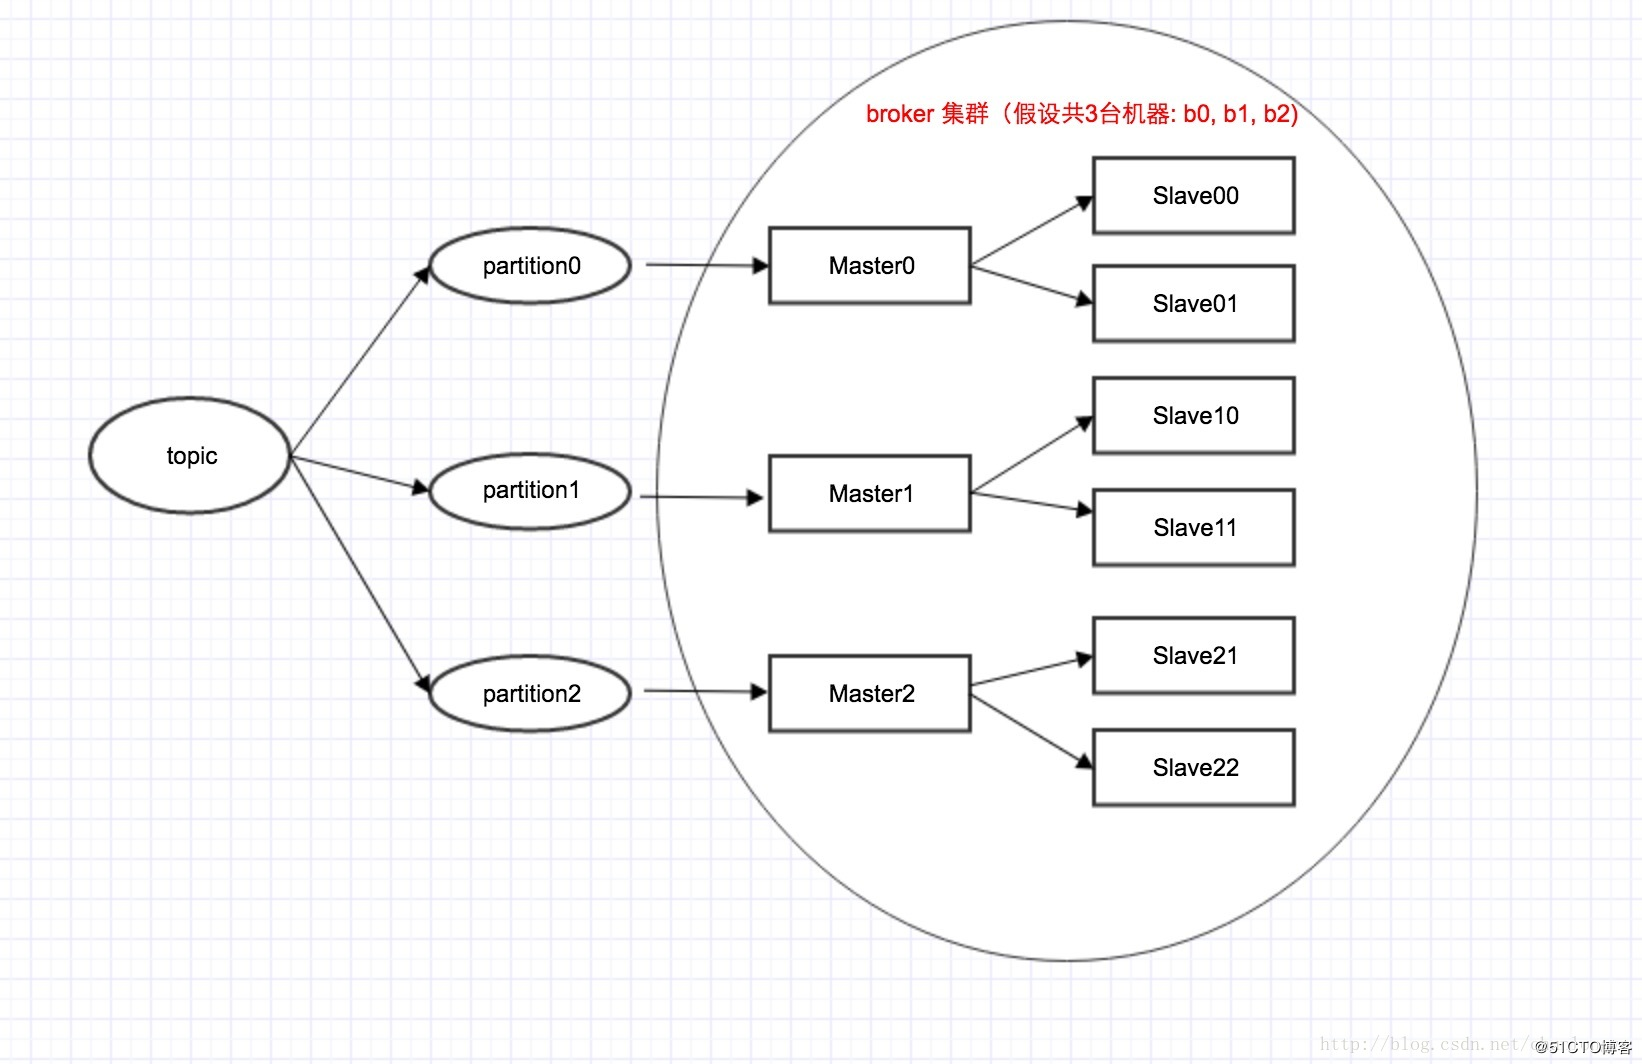 broker 集群（假设共3台机器: b0, b1, b2)
Slave00
partition0
Master0
Slave01
Slave10
topic
partition1
Master1
Slave11
Slave21
partition2
Master2
Slave22
http://blog.csdn.net/
@51CTO博客